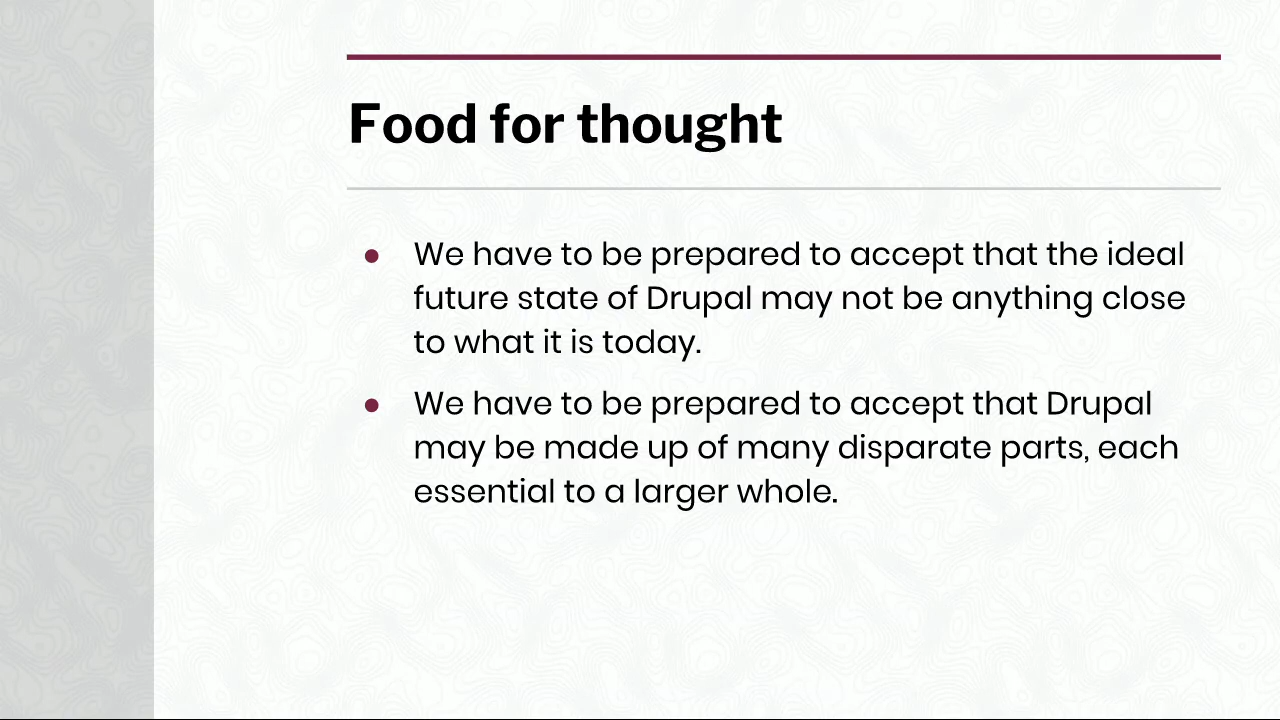 Food for thought
● We have to be prepared to accept that the ideal
future state of Drupal may not be anything close
to what it is today.
● We have to be prepared to accept that Drupal
may be made up of many disparate parts, each
essential to a larger whole.